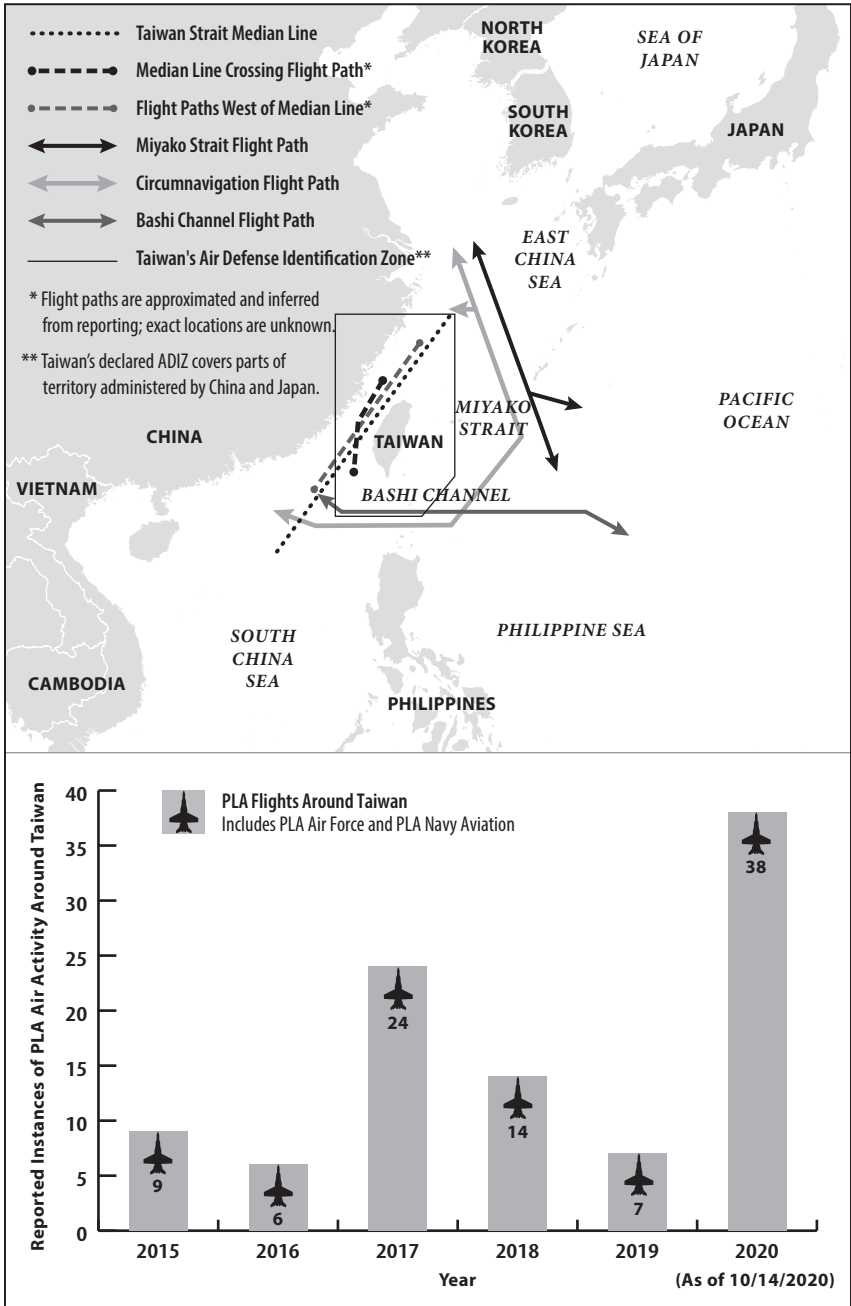 Taiwan Strait Median Line
Median Line Crossing Flight Path*
Flight Paths West of Median Line*
Miyako Strait Flight Path
Circumnavigation Flight Path
Bashi Channel Flight Path
Taiwan's Air Defense Identification Zone**
* Flight paths are approximated and inferred
from reporting; exact locations are unknown.
** Taiwan’s declared ADIZ covers parts of
territory administered by China and Japan.
NORTH
KOREA
SEA OF
JAPAN
SOUTH
KOREA
JAPAN
EAST
CHINA
SEA
PACIFIC
OCEAN
MIYAKO
STRAIT
CHINA
TAIWAN
VIETNAM
BASHI CHANNEL
SOUTH
CHINA
SEA
PHILIPPINE SEA
CAMBODIA
PHILIPPINES
Reported Instances of PLA Air Activity Around Taiwan
40
35
30
25
20
15
10
5
0
PLA Flights Around Taiwan
Includes PLA Air Force and PLA Navy Aviation
9
6
24
14
7
38
2015 2016 2017 2018 2019 2020
Year
(As of 10/14/2020)